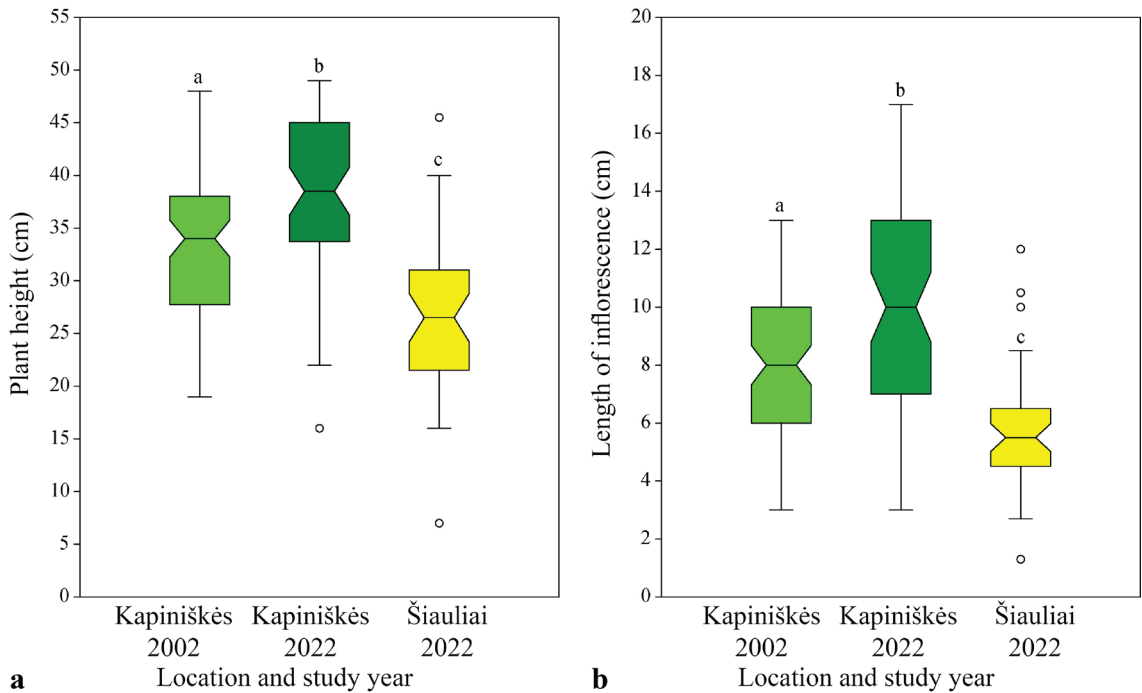 55
50
45
40
35
30
25
20
15
10
5
0
Plant height (cm)
a
b
c
Kapiniškės
2002
Kapiniškės
2022
Šiauliai
2022
Location and study year
a
20
18
16
14
12
10
8
6
4
2
0
Length of inflorescence (cm)
a
b
c
Kapiniškės
2002
Kapiniškės
2022
Šiauliai
2022
Location and study year
b